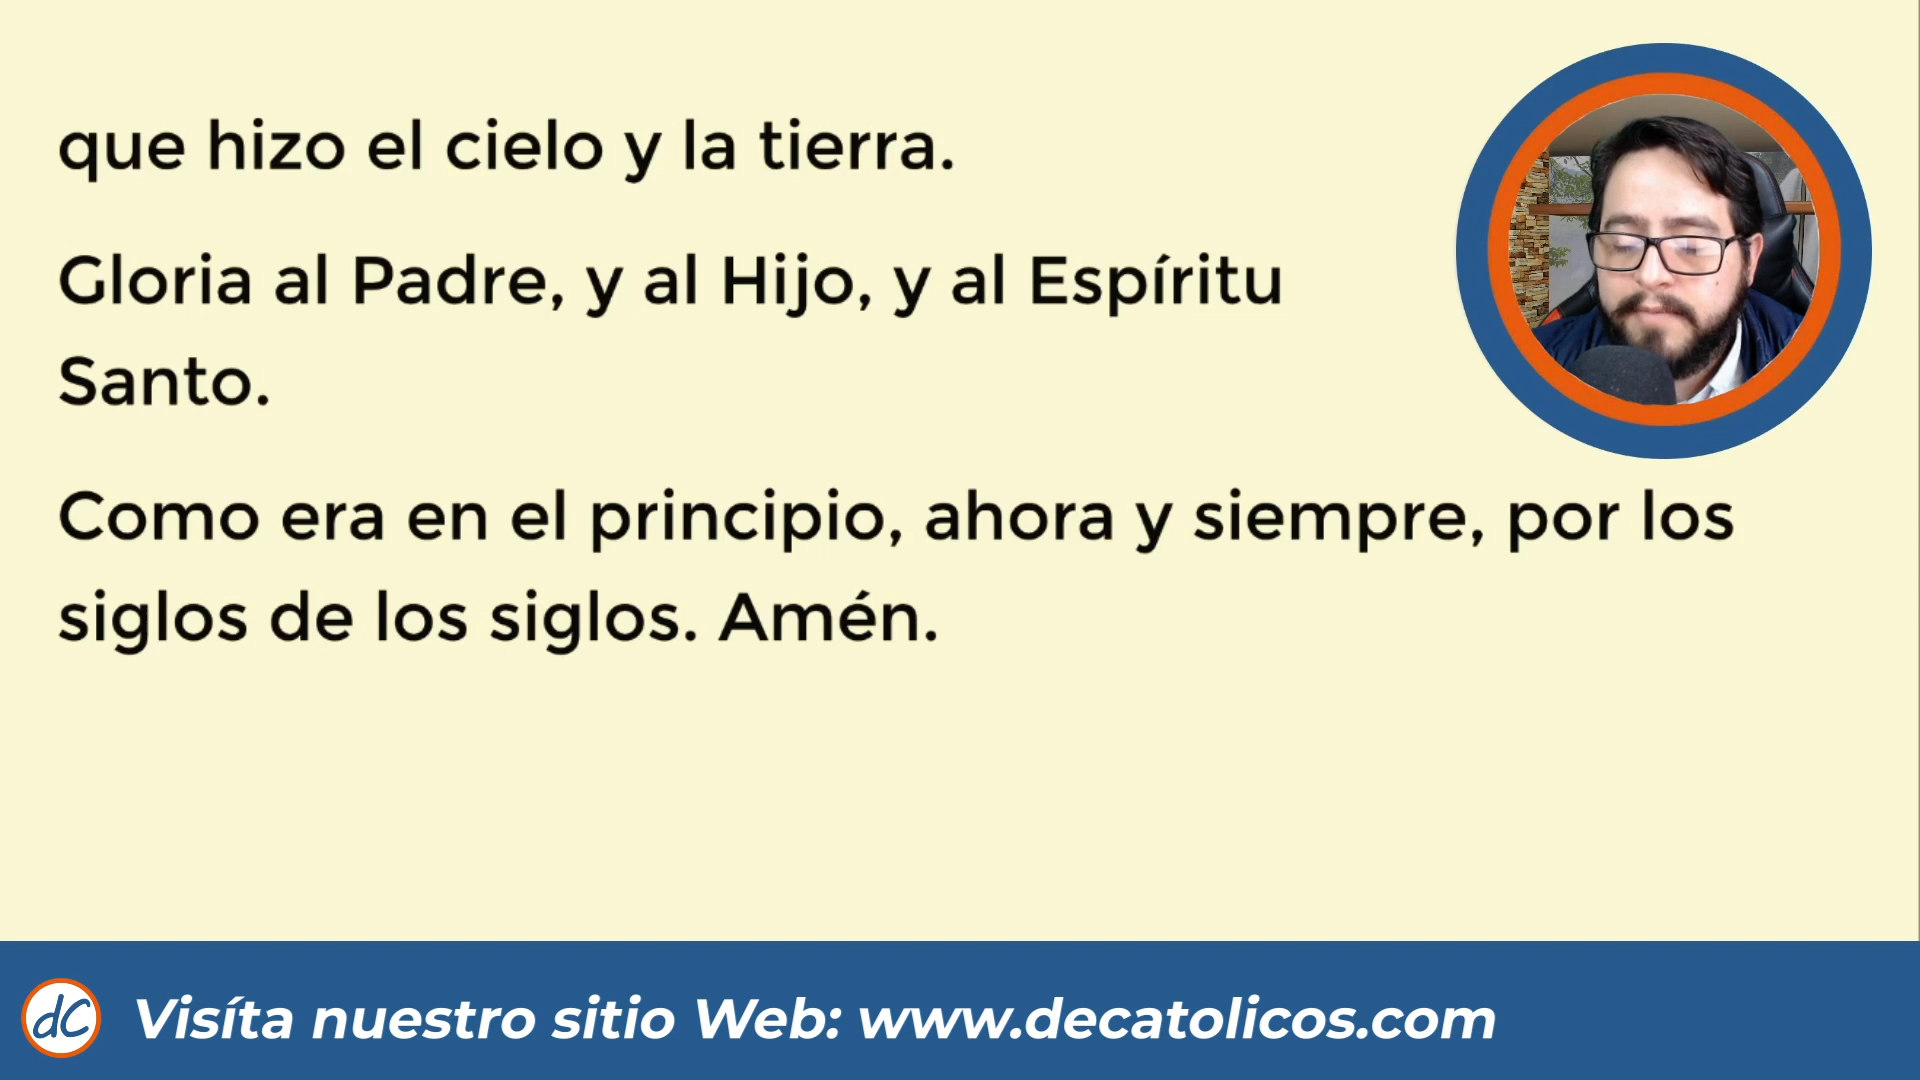 que hizo el cielo y la tierra.
Gloria al Padre, y al Hijo, y al Espíritu
Santo.
Como era en el principio, ahora y siempre, por los
siglos de los siglos. Amén.
dC Visíta nuestro sitio Web: www.decatolicos.com